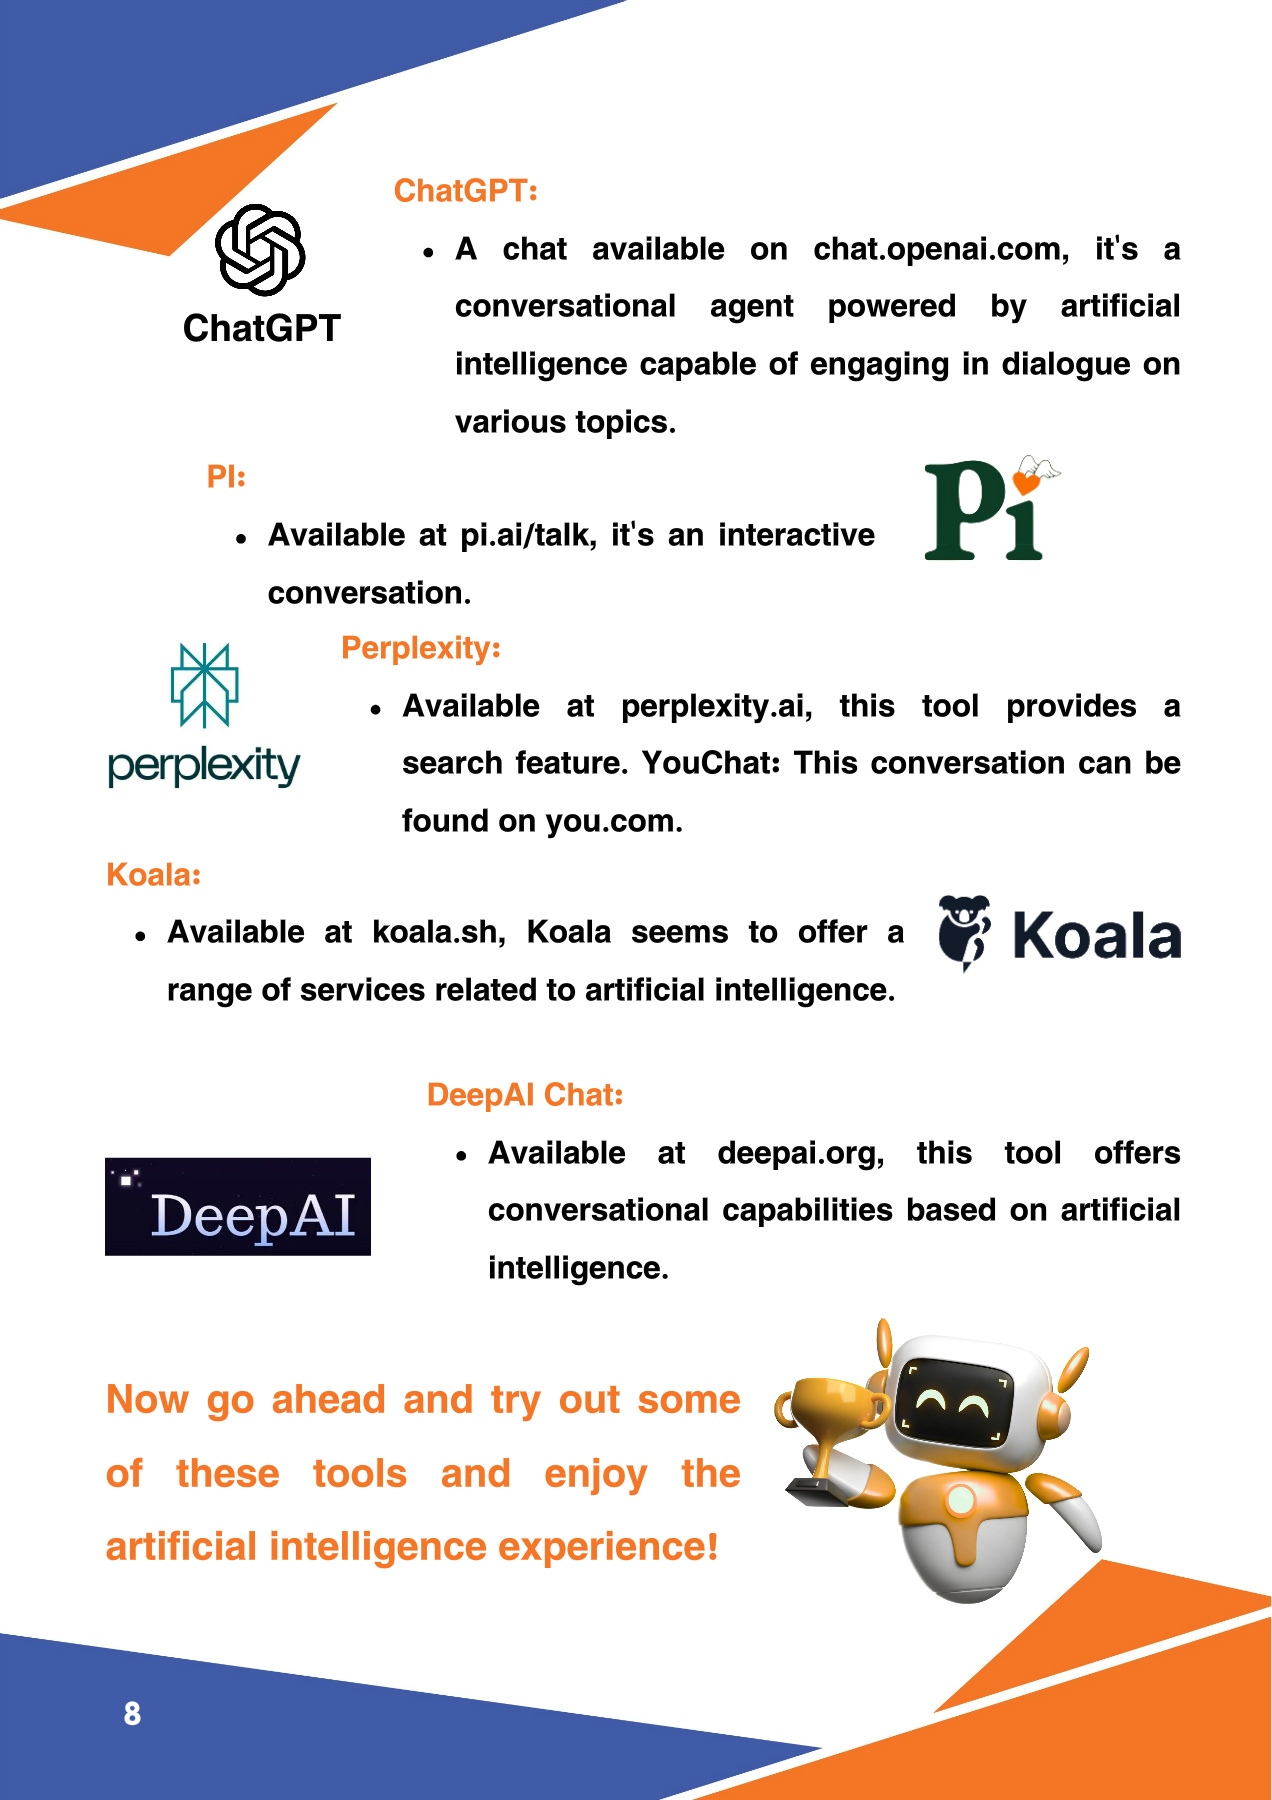 ChatGPT:
ChatGPT
• A chat available on chat.openai.com, it's a
conversational agent powered by artificial
intelligence capable of engaging in dialogue on
various topics.
PI:
Pi
• Available at pi.ai/talk, it's an interactive
conversation.
Perplexity:
perplexity
• Available at perplexity.ai, this tool provides a
search feature. YouChat: This conversation can be
found on you.com.
Koala:
Koala
• Available at koala.sh, Koala seems to offer a
range of services related to artificial intelligence.
DeepAI Chat:
DeepAI
• Available at deepai.org, this tool offers
conversational capabilities based on artificial
intelligence.
Now go ahead and try out some
of these tools and enjoy the
artificial intelligence experience!
8